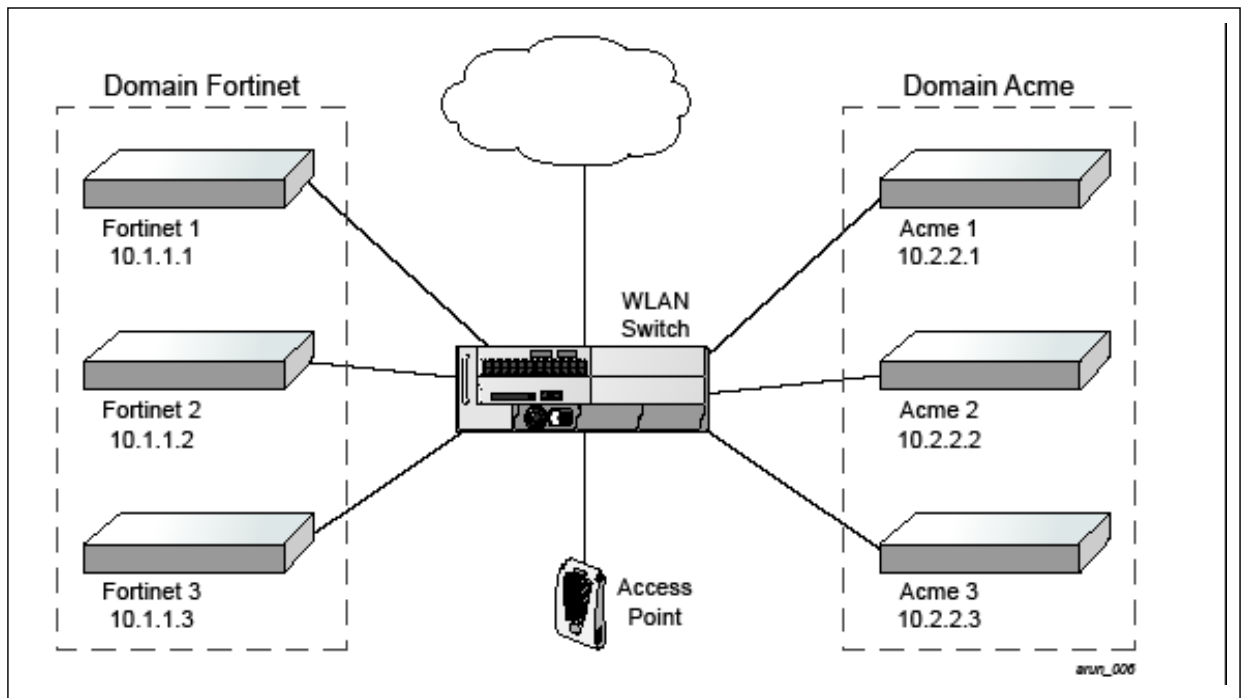 Domain Fortinet
Domain Acme
Fortinet 1
10.1.1.1
Acme 1
10.2.2.1
WLAN
Switch
Fortinet 2
10.1.1.2
Acme 2
10.2.2.2
Fortinet 3
10.1.1.3
Access
Point
Acme 3
10.2.2.3
arun_006